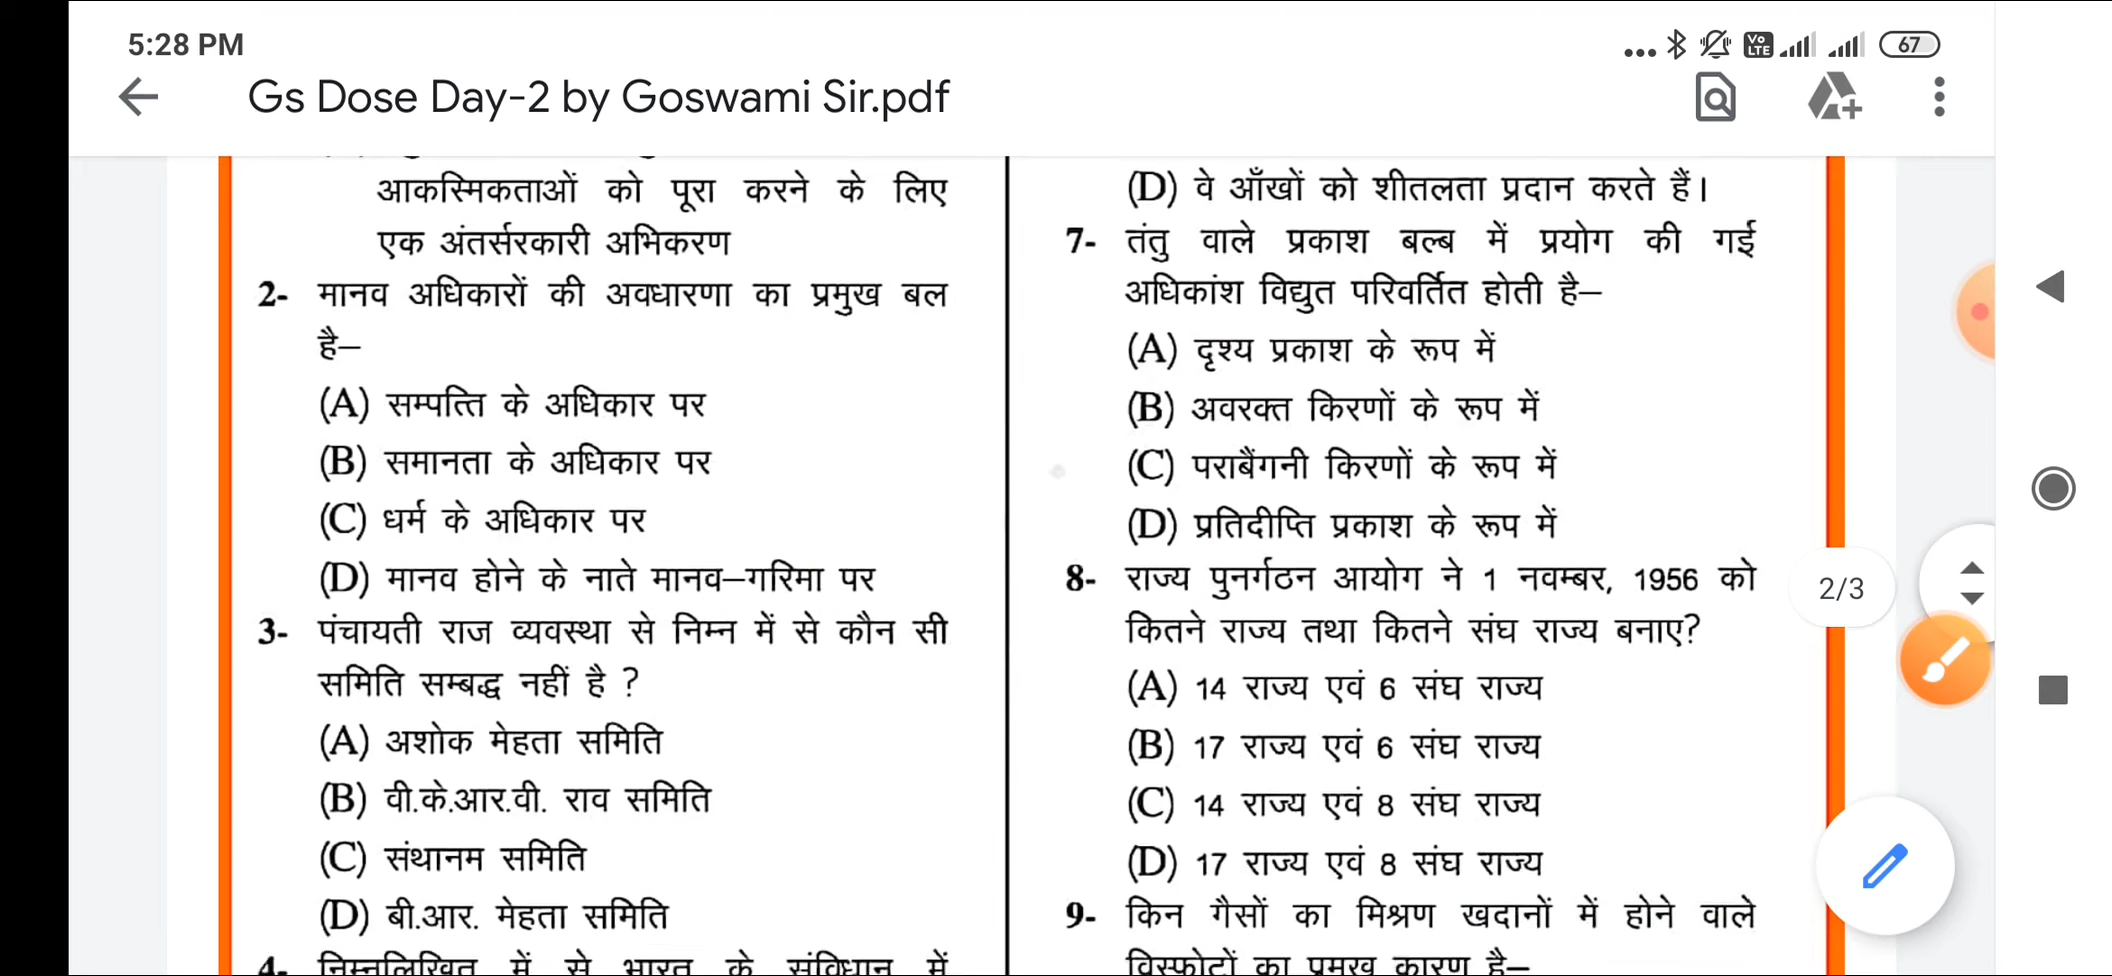 5:28 PM
67
Gs Dose Day-2 by Goswami Sir.pdf
आकस्मिकताओं को पूरा करने के लिए
एक अंतर्सरकारी अभिकरण
2- मानव अधिकारों की अवधारणा का प्रमुख बल
है–
(A) सम्पत्ति के अधिकार पर
(B) समानता के अधिकार पर
(C) धर्म के अधिकार पर
(D) मानव होने के नाते मानव–गरिमा पर
3- पंचायती राज व्यवस्था से निम्न में से कौन सी
समिति सम्बद्ध नहीं है ?
(A) अशोक मेहता समिति
(B) वी.के.आर.वी. राव समिति
(C) संथानम समिति
(D) बी.आर. मेहता समिति
4- निम्नलिखित में से भारत के संविधान में
(D) वे आँखों को शीतलता प्रदान करते हैं।
7- तंतु वाले प्रकाश बल्ब में प्रयोग की गई
अधिकांश विद्युत परिवर्तित होती है–
(A) दृश्य प्रकाश के रूप में
(B) अवरक्त किरणों के रूप में
(C) पराबैंगनी किरणों के रूप में
(D) प्रतिदीप्ति प्रकाश के रूप में
8- राज्य पुनर्गठन आयोग ने 1 नवम्बर, 1956 को
कितने राज्य तथा कितने संघ राज्य बनाए?
(A) 14 राज्य एवं 6 संघ राज्य
(B) 17 राज्य एवं 6 संघ राज्य
(C) 14 राज्य एवं 8 संघ राज्य
(D) 17 राज्य एवं 8 संघ राज्य
9- किन गैसों का मिश्रण खदानों में होने वाले
विस्फोटों का प्रमुख कारण है–
2/3